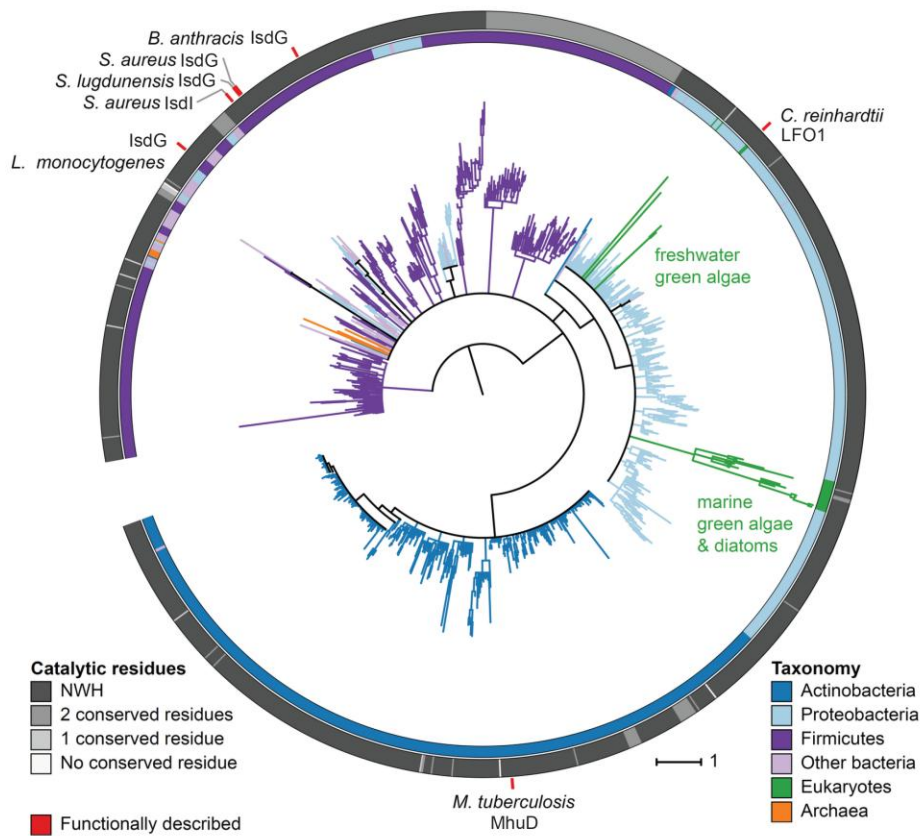 B. anthracis IsdG
S. aureus IsdG
S. lugdunensis IsdG
S. aureus IsdI
IsdG
L. monocytogenes
C. reinhardtii
LFO1
freshwater
green algae
marine
green algae
& diatoms
Catalytic residues
NWH
2 conserved residues
1 conserved residue
No conserved residue
Functionally described
M. tuberculosis
MhuD
1
Taxonomy
Actinobacteria
Proteobacteria
Firmicutes
Other bacteria
Eukaryotes
Archaea